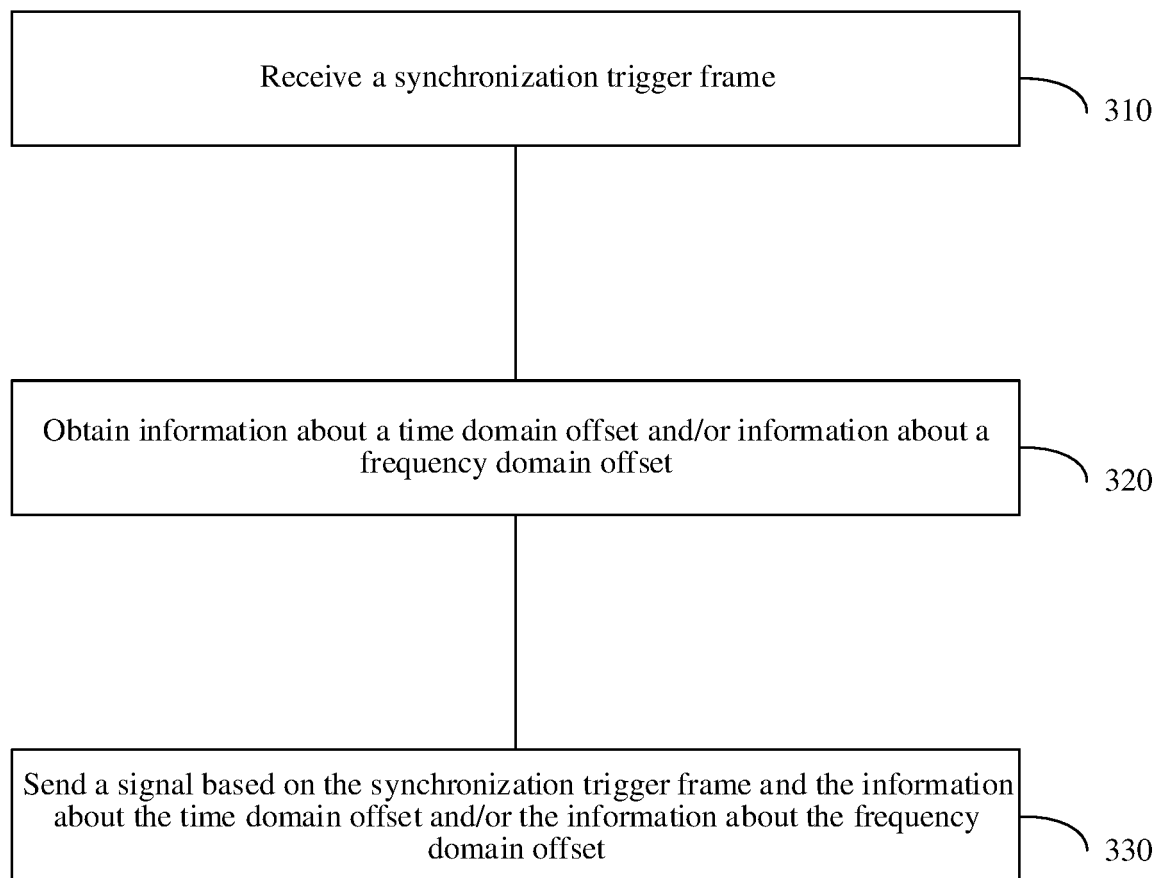 Receive a synchronization trigger frame
310
Obtain information about a time domain offset and/or information about a
frequency domain offset
320
Send a signal based on the synchronization trigger frame and the information
about the time domain offset and/or the information about the frequency
domain offset
330